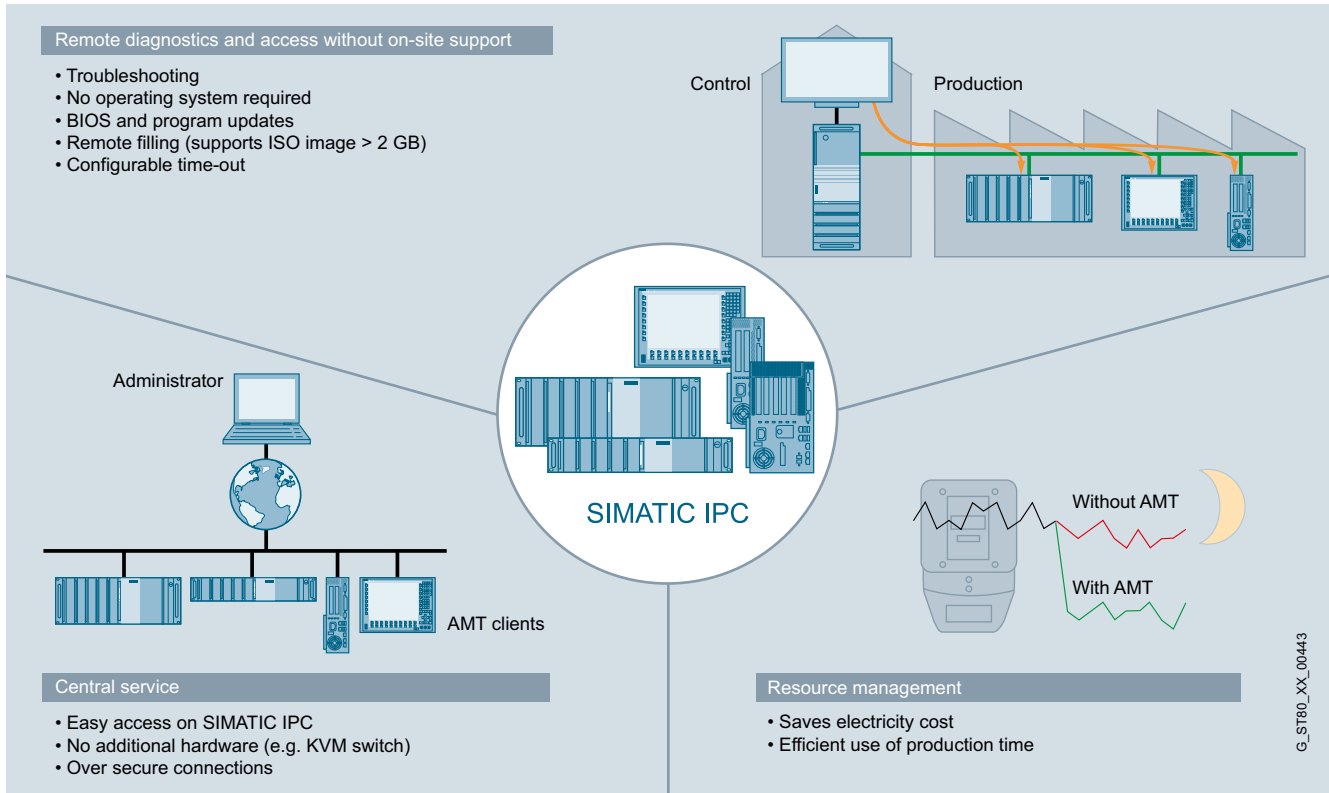 Remote diagnostics and access without on-site support
• Troubleshooting
• No operating system required
• BIOS and program updates
• Remote filling (supports ISO image > 2 GB)
• Configurable time-out
Control
Production
Administrator
AMT clients
SIMATIC IPC
Without AMT
With AMT
Central service
• Easy access on SIMATIC IPC
• No additional hardware (e.g. KVM switch)
• Over secure connections
Resource management
• Saves electricity cost
• Efficient use of production time
G_ST80_XX_00443